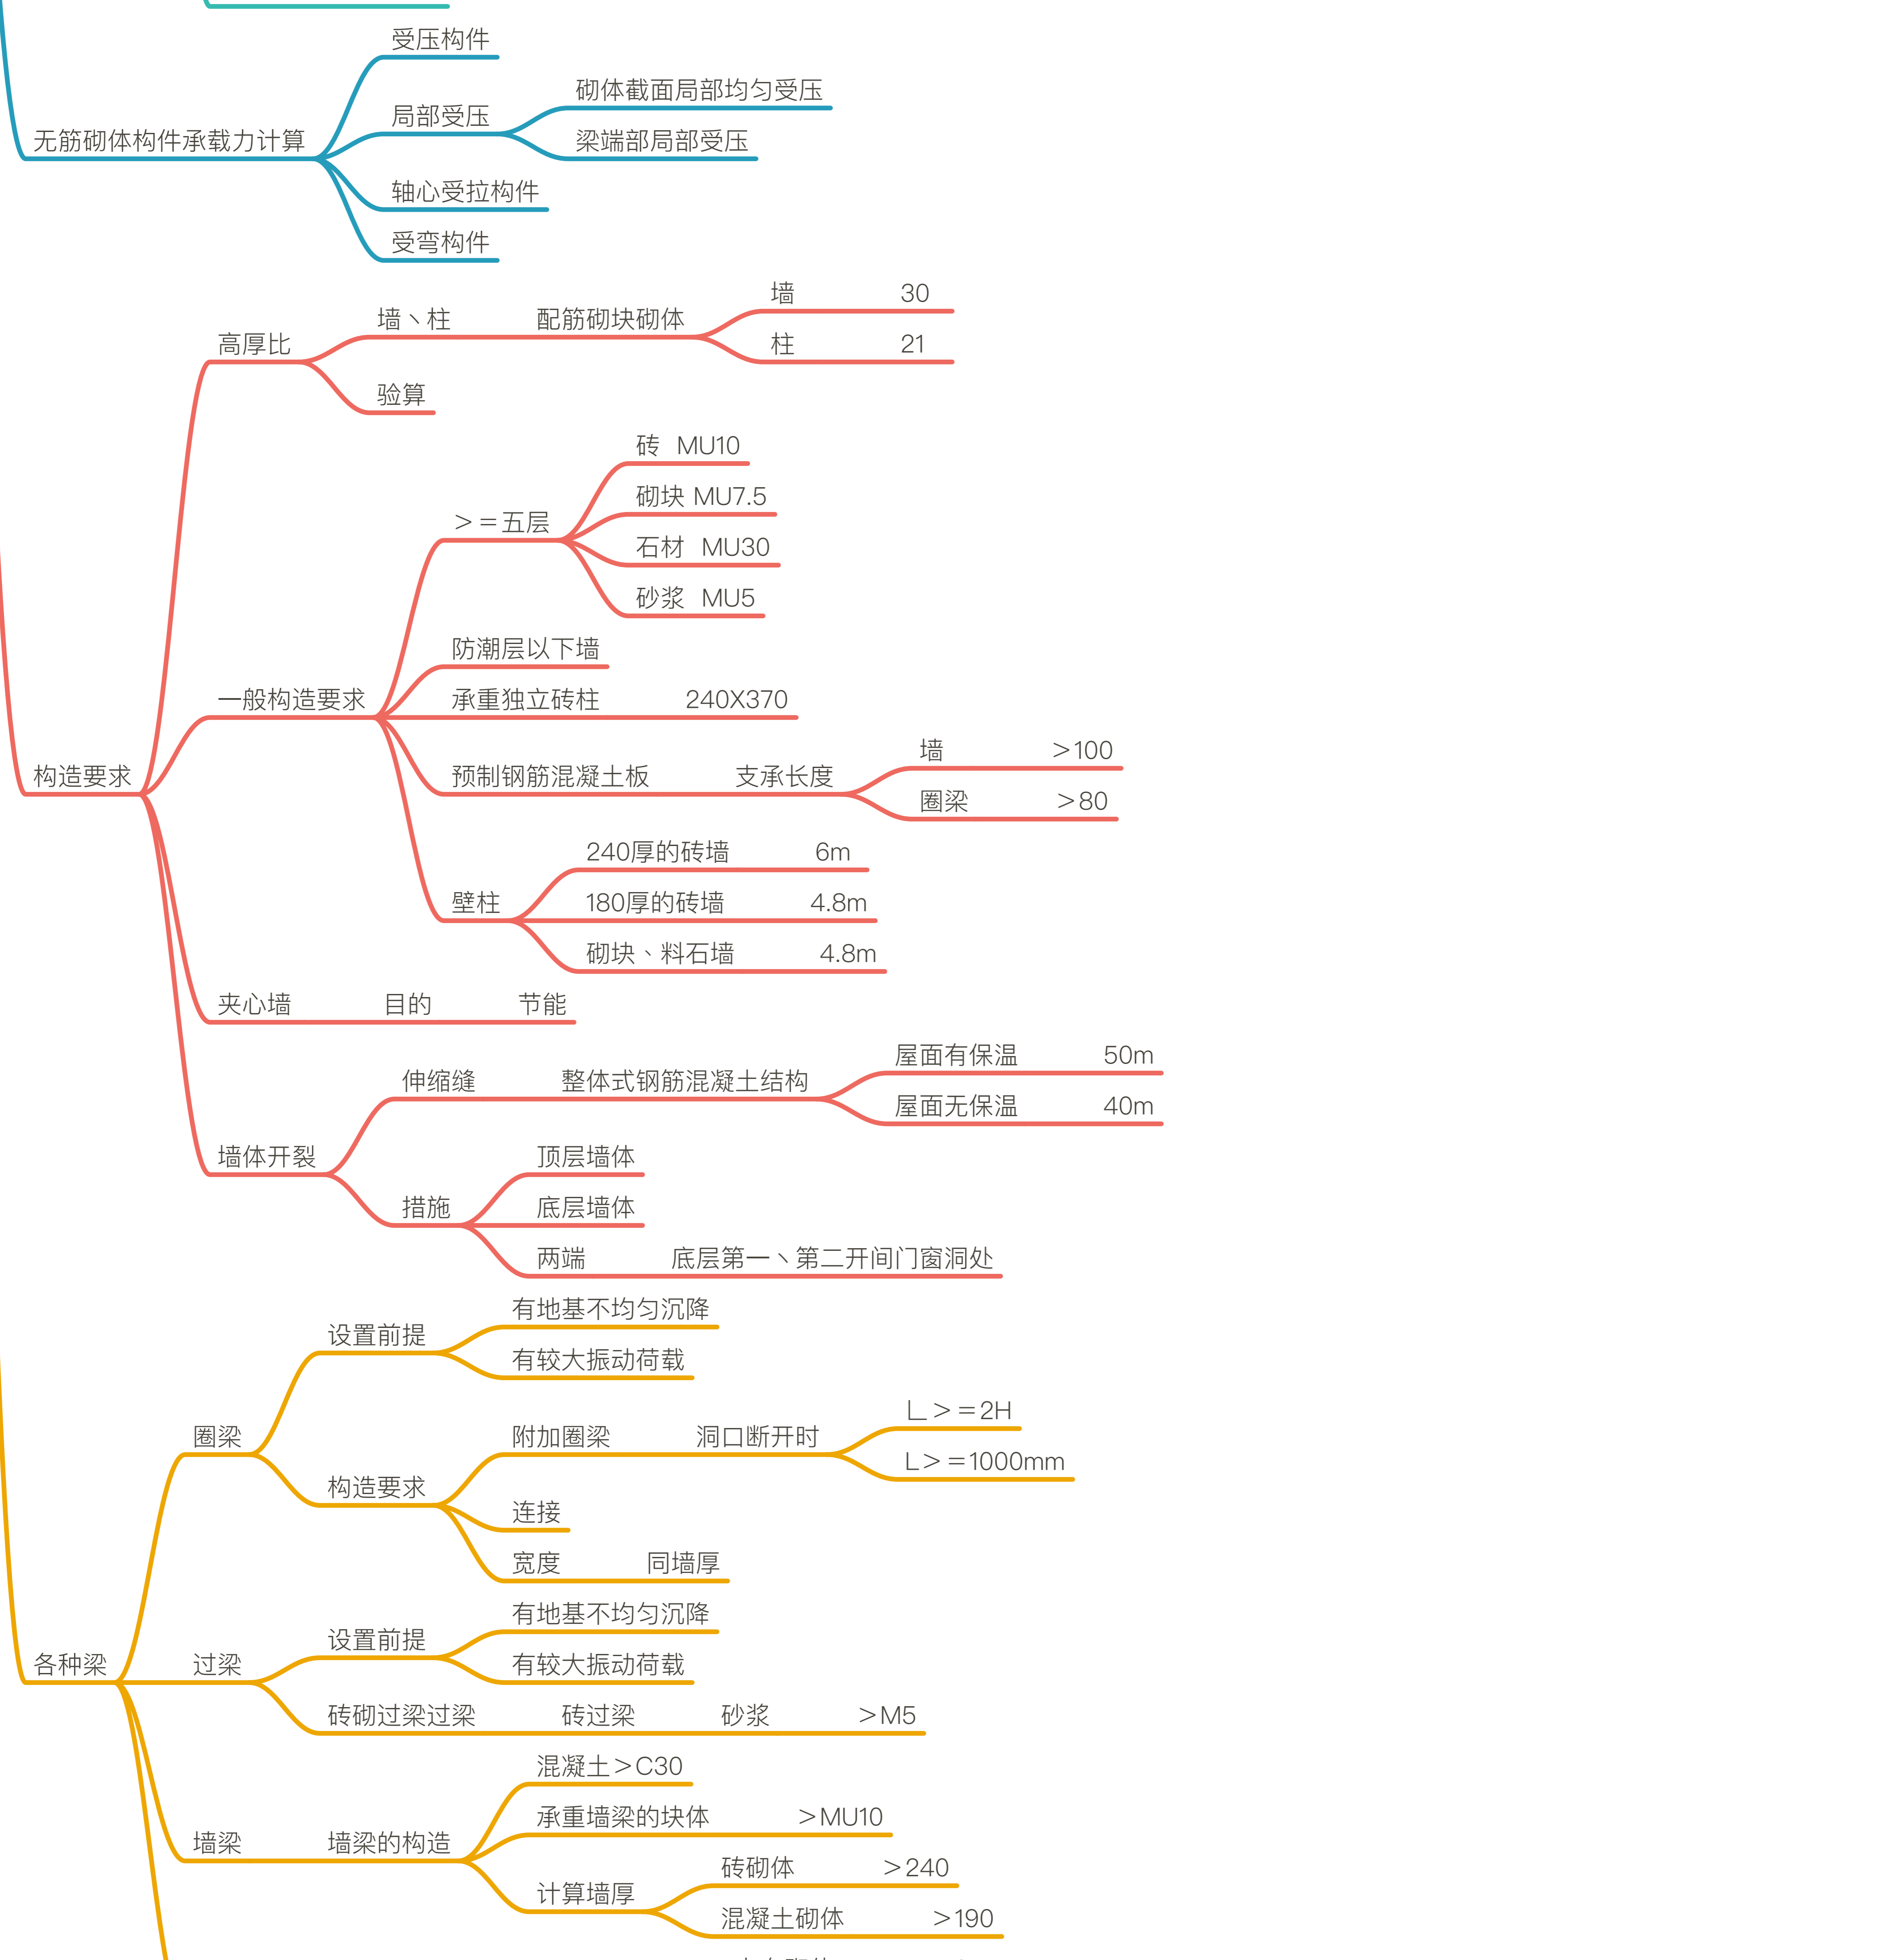 受压构件
砌体截面局部均匀受压
局部受压
梁端部局部受压
无筋砌体构件承载力计算
轴心受拉构件
受弯构件
墙 30
墙、柱 配筋砌块砌体
柱 21
高厚比
验算
砖 MU10
砌块 MU7.5
>=五层
石材 MU30
砂浆 MU5
防潮层以下墙
一般构造要求
承重独立砖柱 240X370
墙 >100
构造要求
预制钢筋混凝土板 支承长度
圈梁 >80
240厚的砖墙 6m
壁柱
180厚的砖墙 4.8m
砌块、料石墙 4.8m
夹心墙 目的 节能
屋面有保温 50m
伸缩缝 整体式钢筋混凝土结构
屋面无保温 40m
墙体开裂
顶层墙体
措施
底层墙体
两端 底层第一、第二开间门窗洞处
有地基不均匀沉降
设置前提
有较大振动荷载
L>=2H
圈梁
附加圈梁 洞口断开时
L>=1000mm
构造要求
连接
宽度 同墙厚
有地基不均匀沉降
设置前提
有较大振动荷载
各种梁
过梁
砖砌过梁过梁 砖过梁 砂浆 >M5
混凝土>C30
承重墙梁的块体 >MU10
墙梁 墙梁的构造
砖砌体 >240
计算墙厚
混凝土砌体 >190